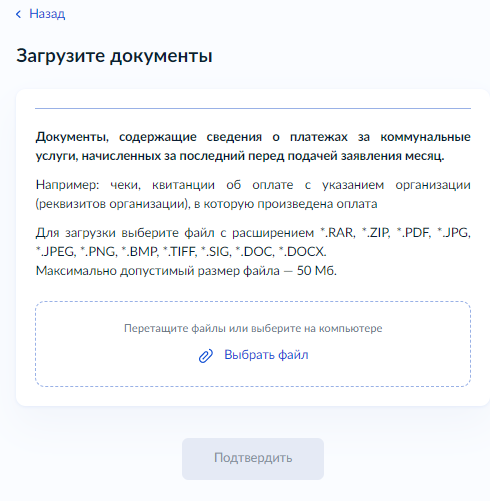 Назад
Загрузите документы
Документы, содержащие сведения о платежах за коммунальные
услуги, начисленных за последний перед подачей заявления месяц.
Например: чеки, квитанции об оплате с указанием организации
(реквизитов организации), в которую произведена оплата
Для загрузки выберите файл с расширением *.RAR, *.ZIP, *.PDF, *.JPG,
*.JPEG, *.PNG, *.BMP, *.TIFF, *.SIG, *.DOC, *.DOCX.
Максимально допустимый размер файла — 50 Мб.
Перетащите файлы или выберите на компьютере
Выбрать файл
Подтвердить